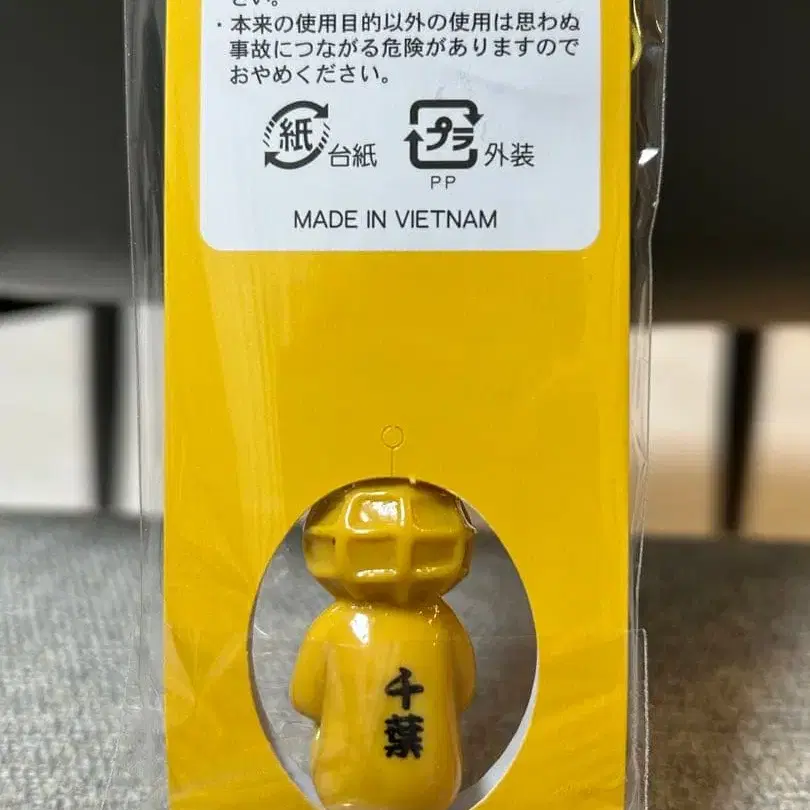 さい。
・本来の使用目的以外の使用は思わぬ
事故につながる危険がありますので
おやめください。
紙 台紙 プラ 外装
PP
MADE IN VIETNAM
千葉